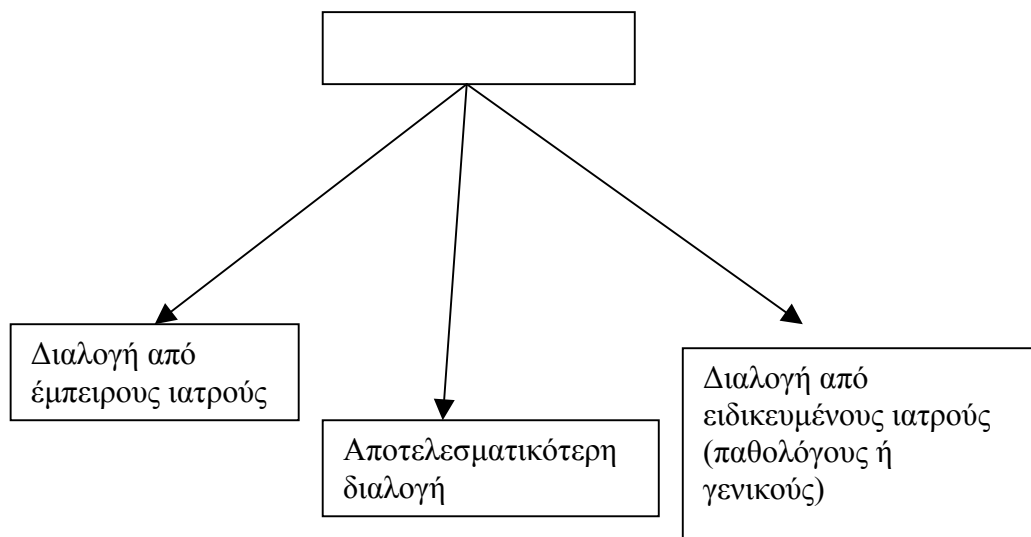 Διαλογή από
έμπειρους ιατρούς
Αποτελεσματικότερη
διαλογή
Διαλογή από
ειδικευμένους ιατρούς
(παθολόγους ή
γενικούς)